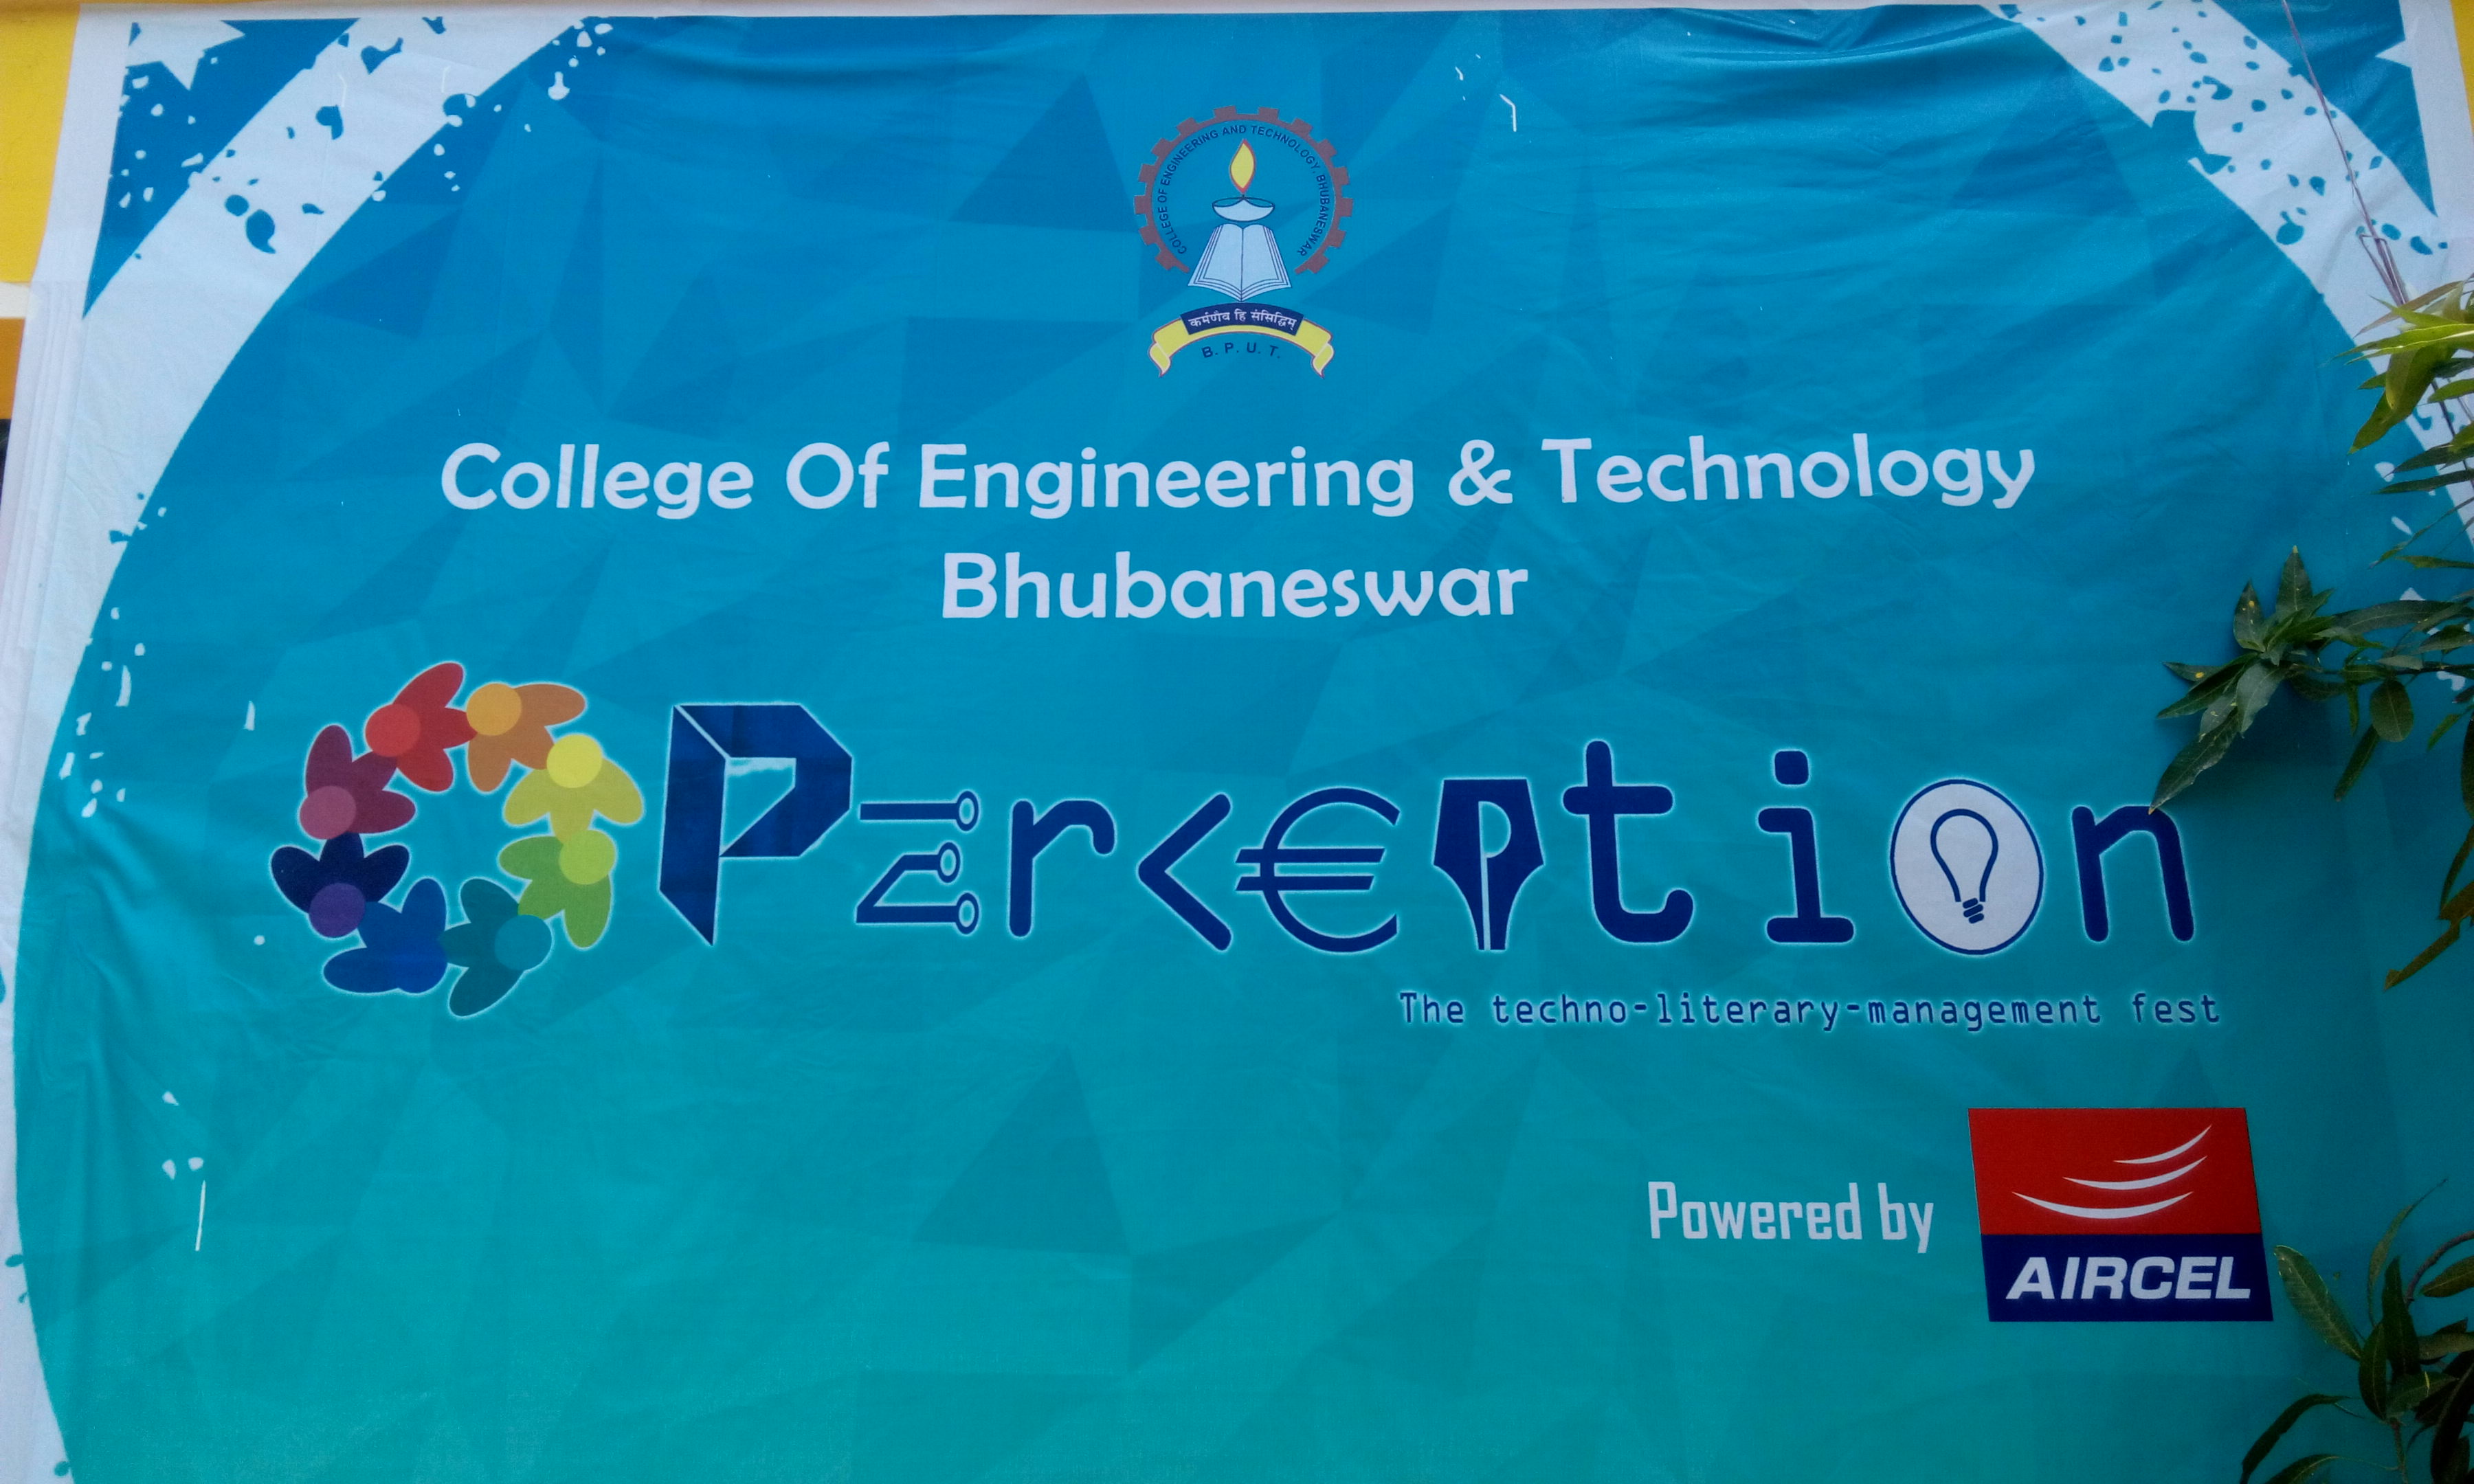 COLLEGE OF ENGINEERING AND TECHNOLOGY, BHUBANESWAR
कर्मणैव हि संसिद्धिम्
B. P. U. T.
College Of Engineering & Technology
Bhubaneswar
Perception
The techno-literary-management fest
Powered by
AIRCEL